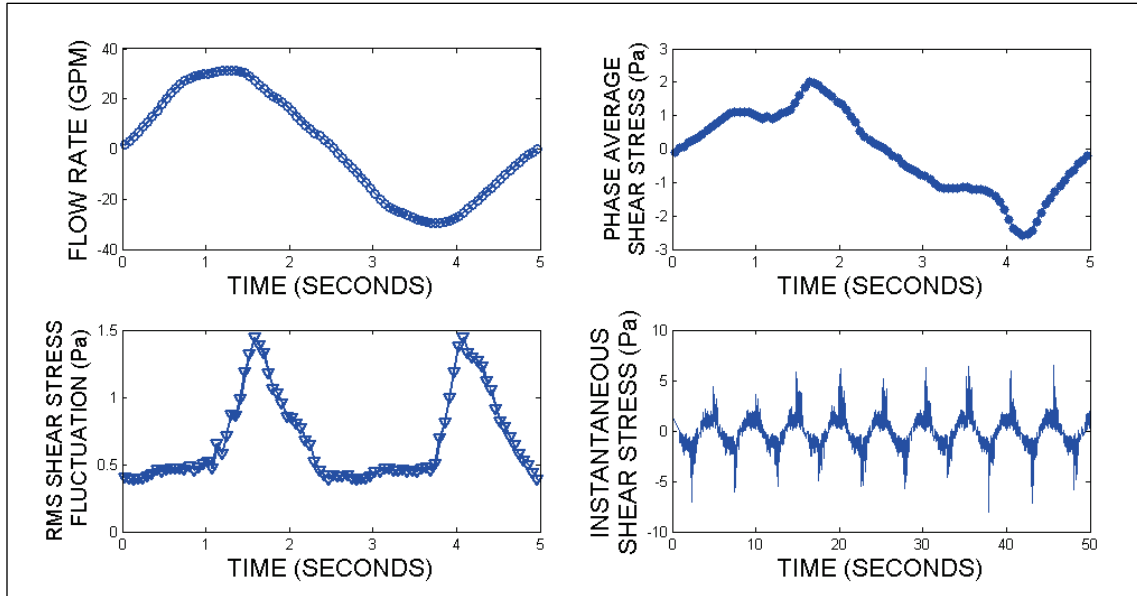 FLOW RATE (GPM)
40
20
0
-20
-40
0 1 2 3 4 5
TIME (SECONDS)
PHASE AVERAGE
SHEAR STRESS (Pa)
3
2
1
0
-1
-2
-3
0 1 2 3 4 5
TIME (SECONDS)
RMS SHEAR STRESS
FLUCTUATION (Pa)
1.5
1
0.5
0
0 1 2 3 4 5
TIME (SECONDS)
INSTANTANEOUS
SHEAR STRESS (Pa)
10
5
0
-5
-10
0 10 20 30 40 50
TIME (SECONDS)